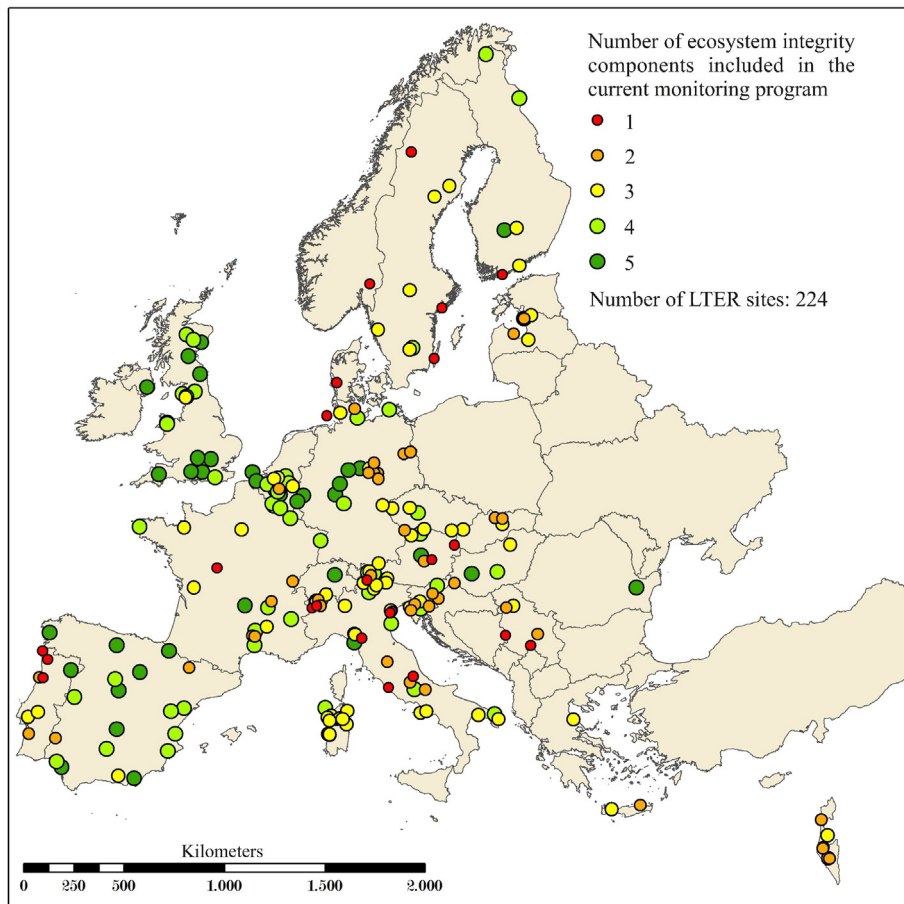 Number of ecosystem integrity
components included in the
current monitoring program
1
2
3
4
5
Number of LTER sites: 224
Kilometers
0 250 500 1.000 1.500 2.000